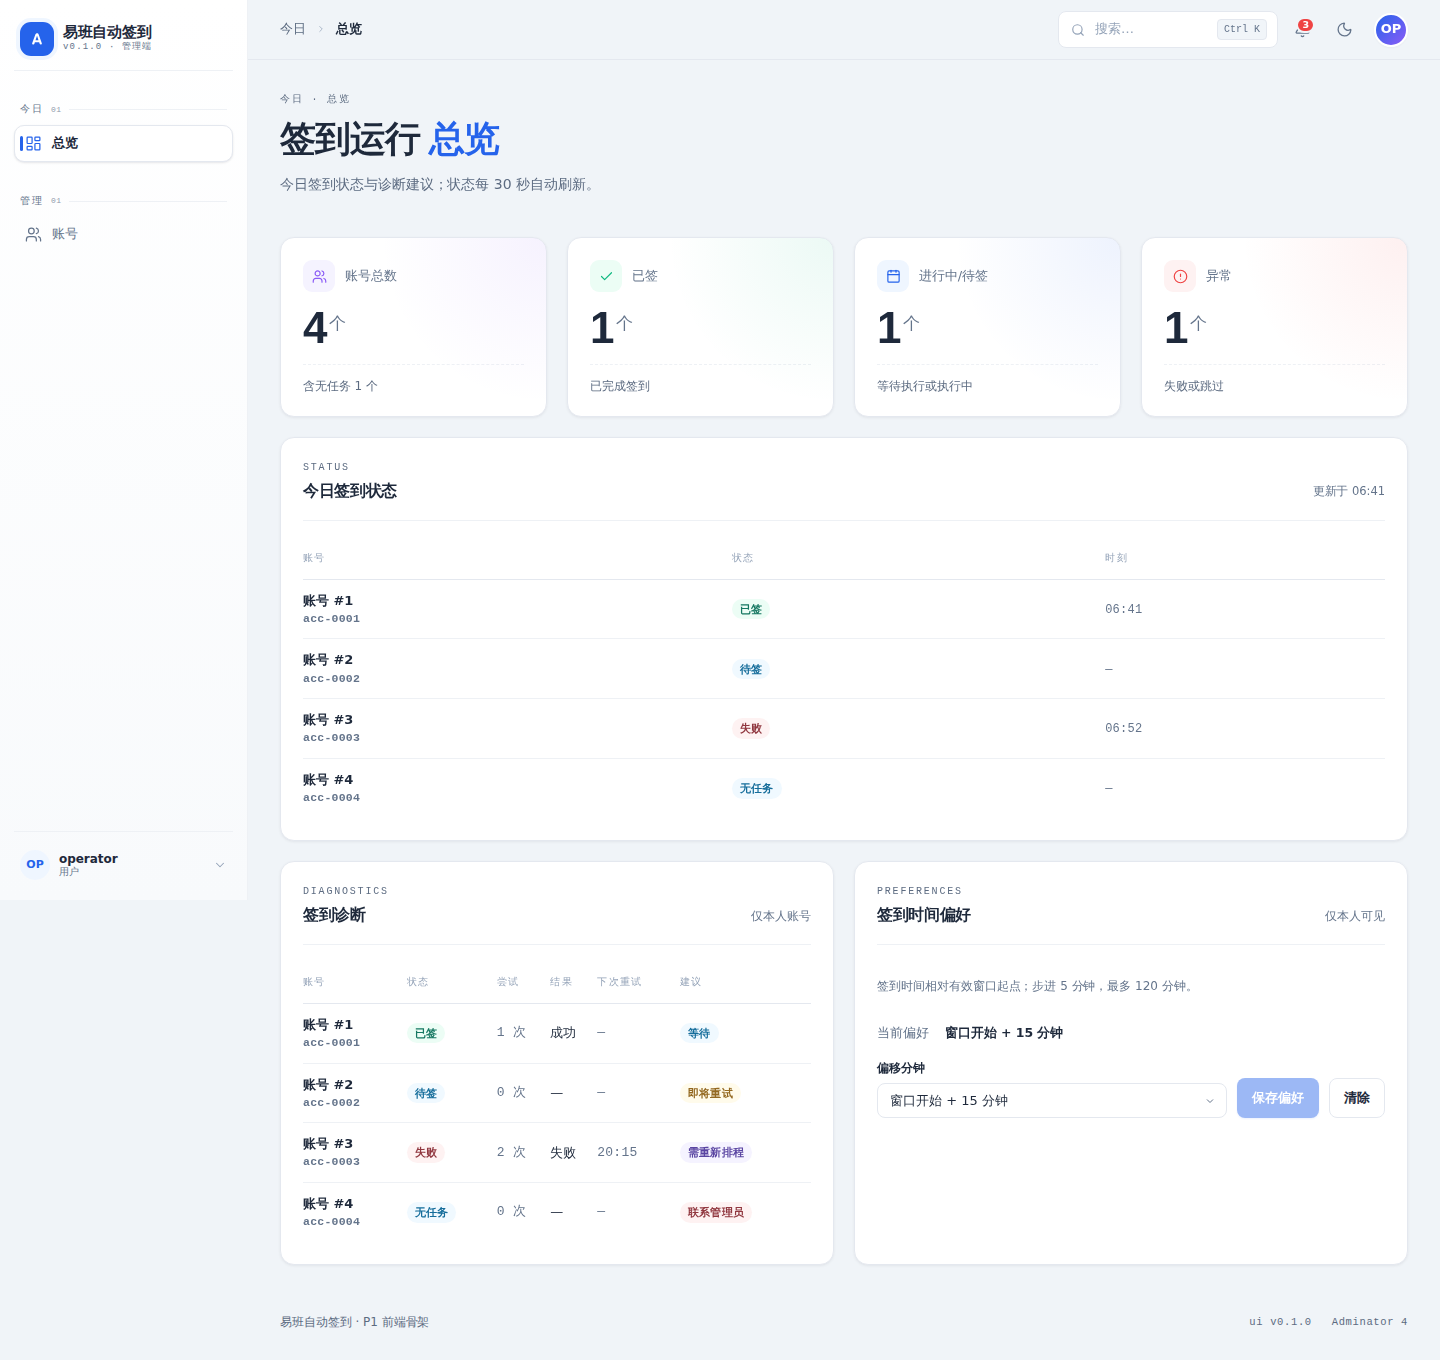 A
易班自动签到
v0.1.0 · 管理端
今日 01
总览
管理 01
账号
OP
operator
用户
今日 › 总览
搜索…
Ctrl K
3
OP
今日 · 总览
签到运行 总览
今日签到状态与诊断建议；状态每 30 秒自动刷新。
账号总数
4个
含无任务 1 个
已签
1个
已完成签到
进行中/待签
1个
等待执行或执行中
异常
1个
失败或跳过
STATUS
今日签到状态
更新于 06:41
账号 状态 时刻
账号 #1
acc-0001
已签
06:41
账号 #2
acc-0002
待签
—
账号 #3
acc-0003
失败
06:52
账号 #4
acc-0004
无任务
—
DIAGNOSTICS
签到诊断
仅本人账号
账号 状态 尝试 结果 下次重试 建议
账号 #1
acc-0001
已签 1 次 成功 — 等待
账号 #2
acc-0002
待签 0 次 — — 即将重试
账号 #3
acc-0003
失败 2 次 失败 20:15 需重新排程
账号 #4
acc-0004
无任务 0 次 — — 联系管理员
PREFERENCES
签到时间偏好
仅本人可见
签到时间相对有效窗口起点；步进 5 分钟，最多 120 分钟。
当前偏好 窗口开始 + 15 分钟
偏移分钟
窗口开始 + 15 分钟
保存偏好
清除
易班自动签到 · P1 前端骨架
ui v0.1.0 Adminator 4